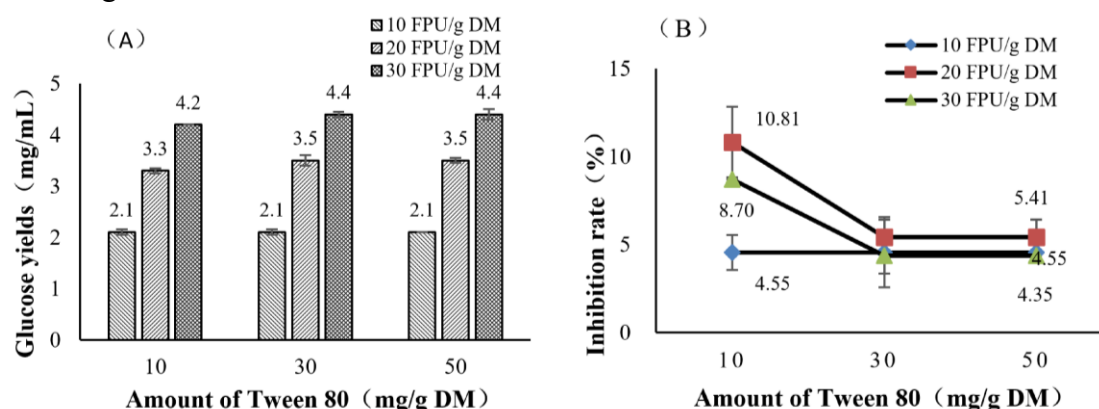 （A）
10 FPU/g DM
20 FPU/g DM
30 FPU/g DM
Glucose yields（mg/mL）
5
4
3
2
1
0
2.1
3.3
4.2
2.1
3.5
4.4
2.1
3.5
4.4
10
30
50
Amount of Tween 80（mg/g DM）
（B）
10 FPU/g DM
20 FPU/g DM
30 FPU/g DM
Inhibition rate（%）
15
10
5
0
10.81
8.70
4.55
5.41
4.55
4.35
10
30
50
Amount of Tween 80（mg/g DM）